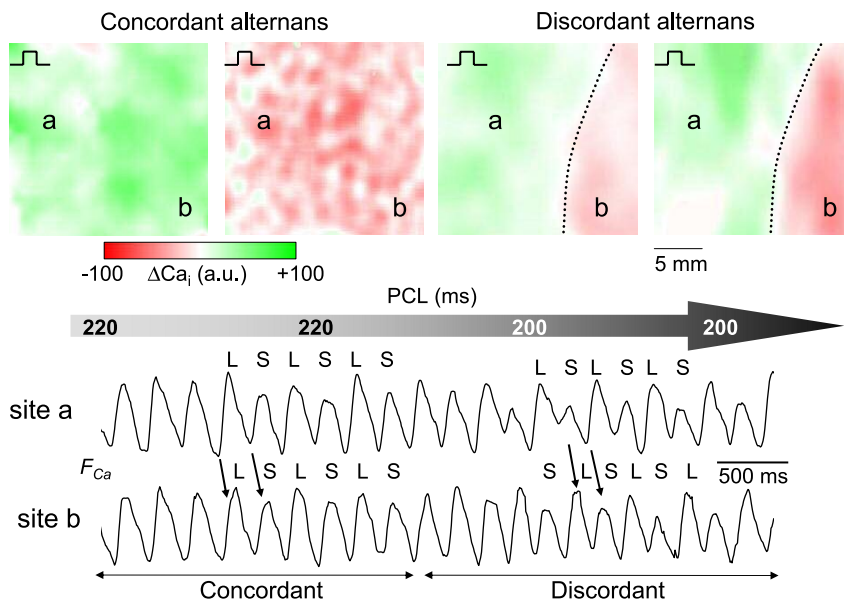 Concordant alternans Discordant alternans
a a a a
b b b b
-100 ΔCai (a.u.) +100
5 mm
PCL (ms)
220 220 200 200
L S L S L S L S L S L S
site a
FCa L S L S L S S L S L S L 500 ms
site b
Concordant Discordant